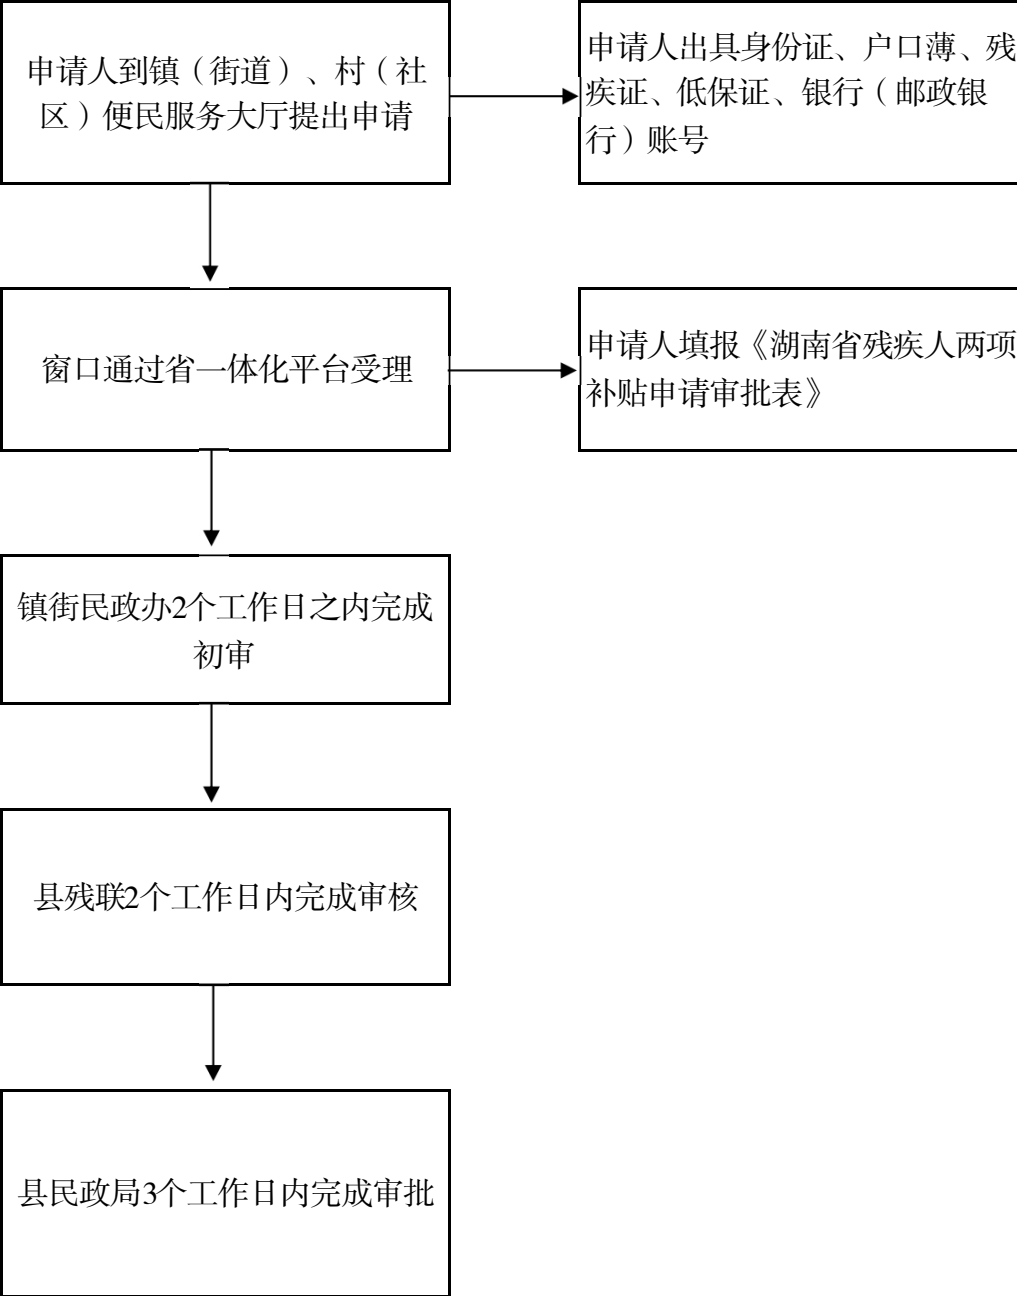 申请人到镇（街道）、村（社
区）便民服务大厅提出申请
申请人出具身份证、户口薄、残
疾证、低保证、银行（邮政银
行）账号
窗口通过省一体化平台受理
申请人填报《湖南省残疾人两项
补贴申请审批表》
镇街民政办2个工作日之内完成
初审
县残联2个工作日内完成审核
县民政局3个工作日内完成审批